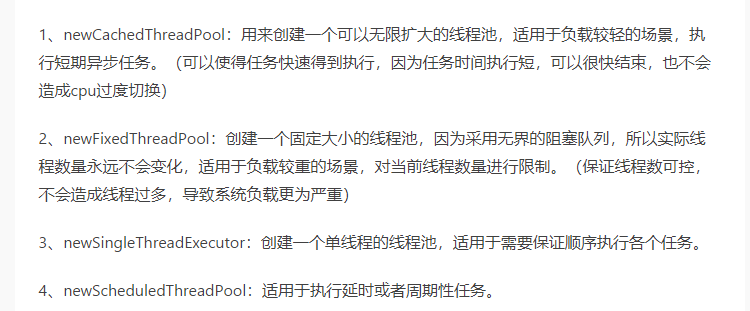 1、newCachedThreadPool：用来创建一个可以无限扩大的线程池，适用于负载较轻的场景，执
行短期异步任务。（可以使得任务快速得到执行，因为任务时间执行短，可以很快结束，也不会
造成cpu过度切换）
2、newFixedThreadPool：创建一个固定大小的线程池，因为采用无界的阻塞队列，所以实际线
程数量永远不会变化，适用于负载较重的场景，对当前线程数量进行限制。（保证线程数可控，
不会造成线程过多，导致系统负载更为严重）
3、newSingleThreadExecutor：创建一个单线程的线程池，适用于需要保证顺序执行各个任务。
4、newScheduledThreadPool：适用于执行延时或者周期性任务。